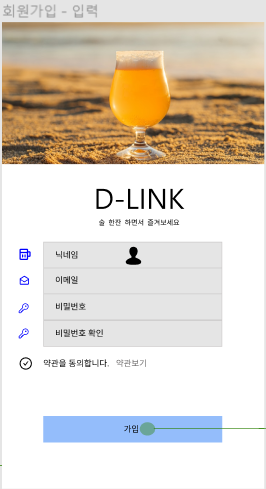 회원가입 - 입력
D-LINK
술 한잔 하면서 즐겨보세요
닉네임
이메일
비밀번호
비밀번호 확인
약관을 동의합니다. 약관보기
가입